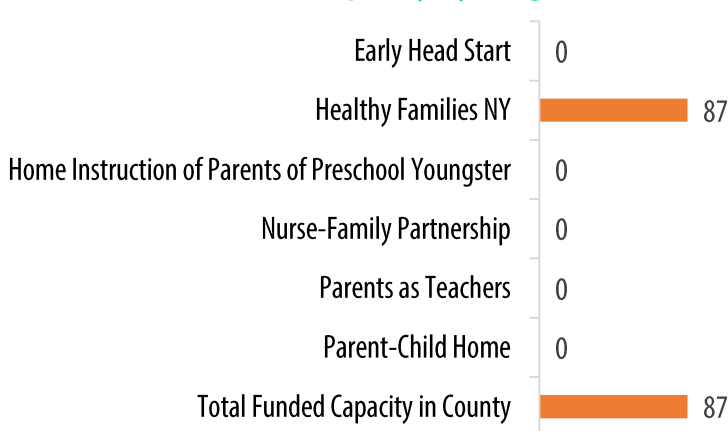 Early Head Start 0
Healthy Families NY 87
Home Instruction of Parents of Preschool Youngster 0
Nurse-Family Partnership 0
Parents as Teachers 0
Parent-Child Home 0
Total Funded Capacity in County 87